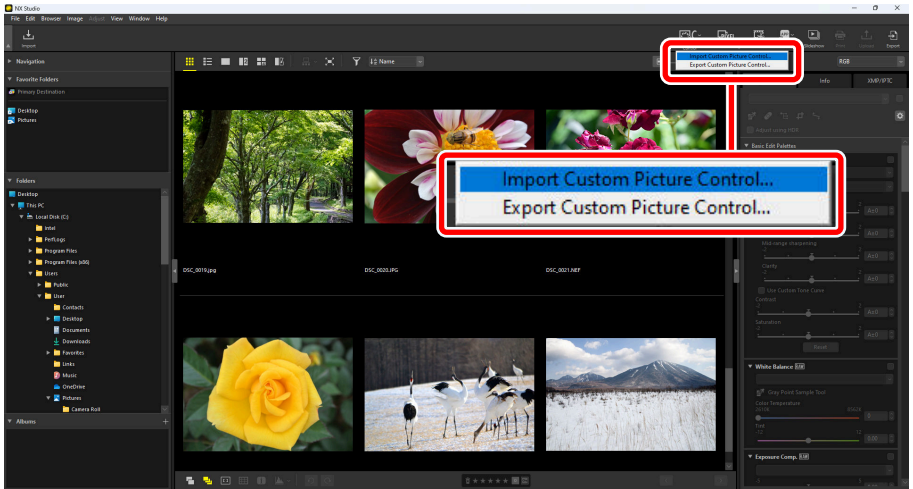 NX Studio
File Edit Browser Image Adjust View Window Help
Import
Slideshow Print Upload Export
Navigation
Name
Import Custom Picture Control...
Export Custom Picture Control...
RGB
Favorite Folders
Primary Destination
Info XMP/IPTC
Desktop
Pictures
Adjust using HDR
Basic Edit Palettes
Import Custom Picture Control...
Export Custom Picture Control...
Folders
Desktop
This PC
Local Disk (C:)
Intel
PerfLogs
Program Files
Program Files (x86)
Users
Public
User
Contacts
Desktop
Documents
Downloads
Favorites
Links
Music
OneDrive
Pictures
Camera Roll
Albums
DSC_0019.jpg DSC_0020.JPG DSC_0021.NEF
Mid-range sharpening
Clarity
Use Custom Tone Curve
Contrast
Saturation
Reset
White Balance
Gray Point Sample Tool
Color Temperature
Tint
Exposure Comp.